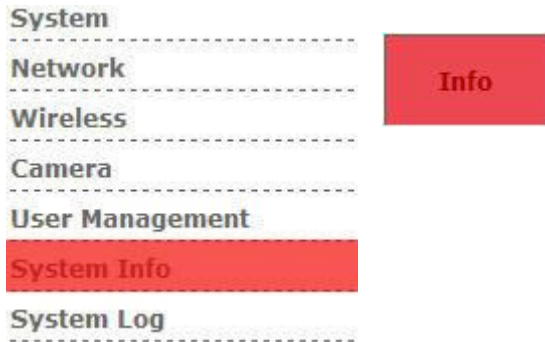 System
Network
Info
Wireless
Camera
User Management
System Info
System Log